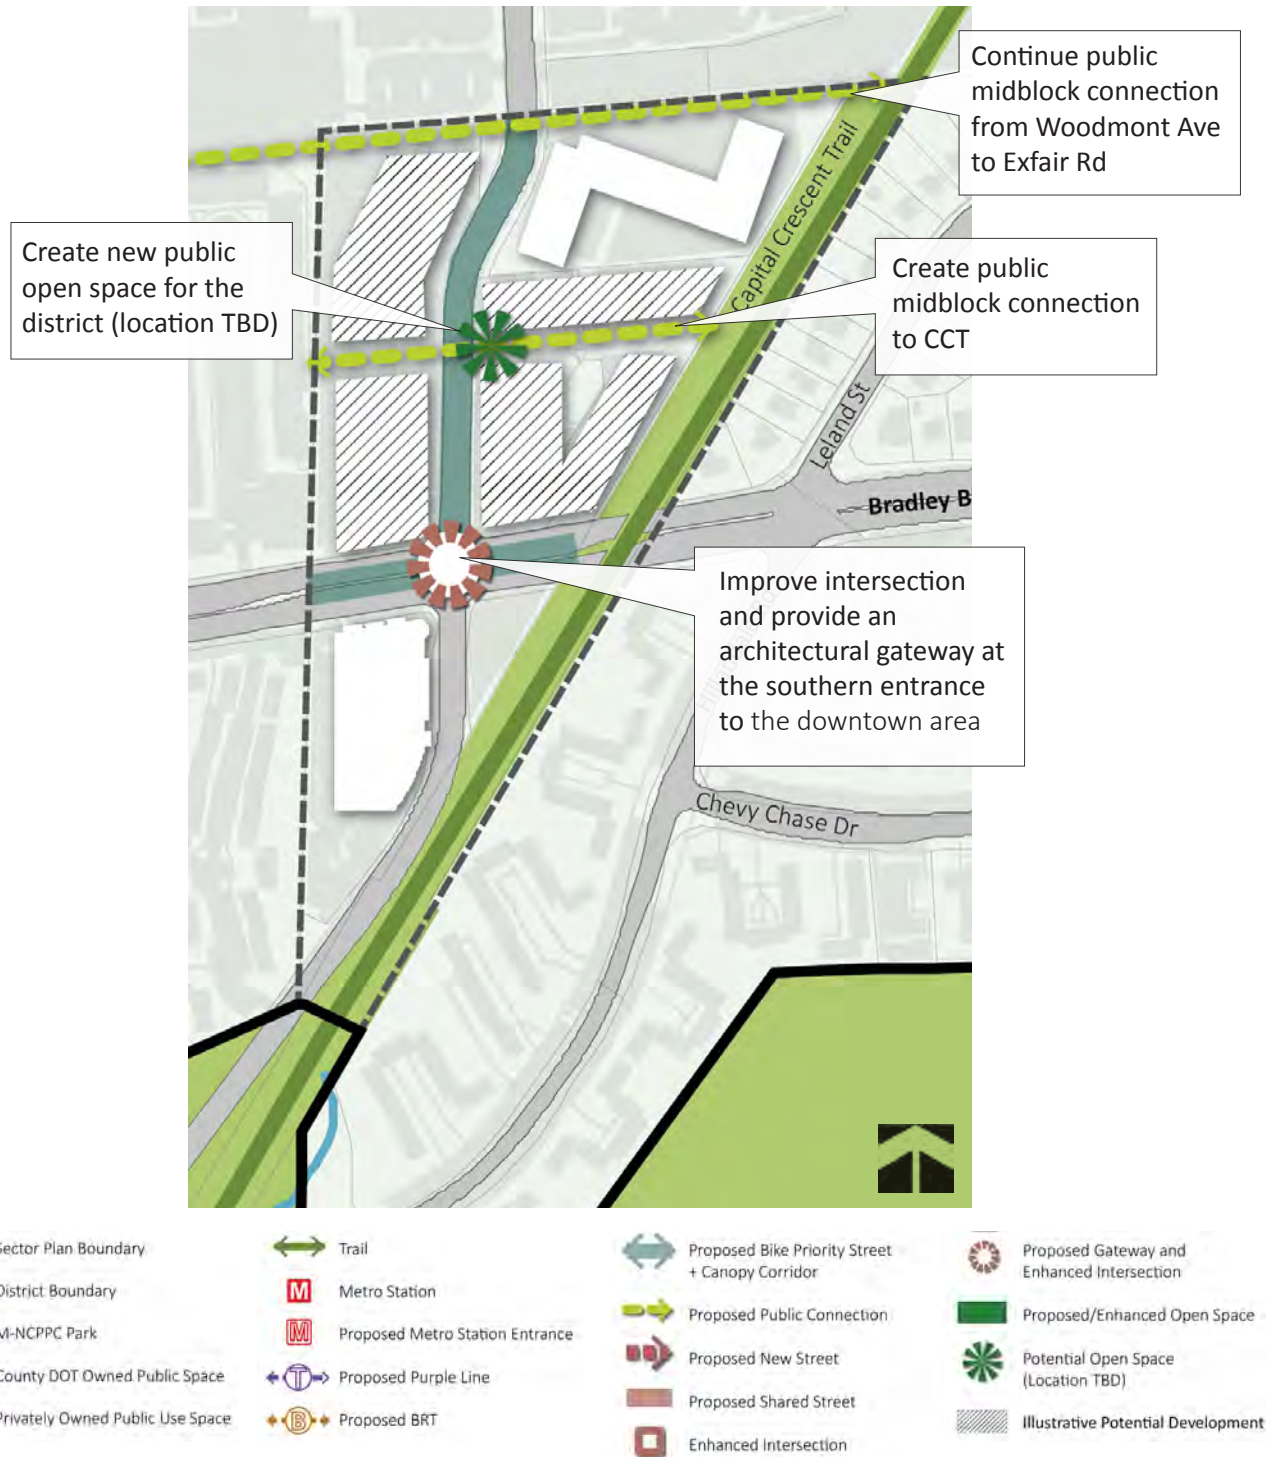 Continue public
midblock connection
from Woodmont Ave
to Exfair Rd
Capital Crescent Trail
Create new public
open space for the
district (location TBD)
Create public
midblock connection
to CCT
Leland St
Bradley B
Improve intersection
and provide an
architectural gateway at
the southern entrance
to the downtown area
Chevy Chase Dr
Sector Plan Boundary
District Boundary
M-NCPPC Park
County DOT Owned Public Space
Privately Owned Public Use Space
Trail
M Metro Station
M Proposed Metro Station Entrance
T Proposed Purple Line
B Proposed BRT
Proposed Bike Priority Street
+ Canopy Corridor
Proposed Public Connection
Proposed New Street
Proposed Shared Street
Enhanced Intersection
Proposed Gateway and
Enhanced Intersection
Proposed/Enhanced Open Space
Potential Open Space
(Location TBD)
Illustrative Potential Development